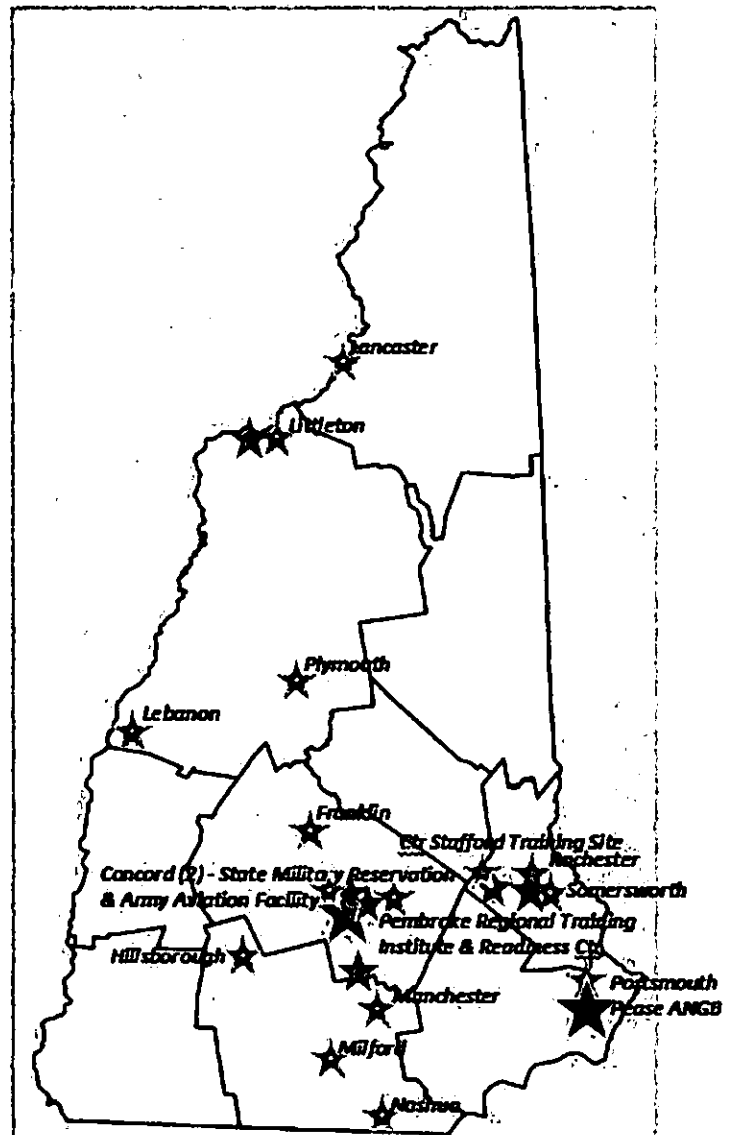 Lancaster
Littleton
Plymouth
Lebanon
Franklin
Ctr Stafford Training Site
Rochester
Concord (2) - State Military Reservation
& Army Aviation Facility
Somersworth
Pembroke Regional Training
Institute & Readiness Ctr
Hillsborough
Portsmouth
Pease ANGB
Manchester
Milford
Nashua